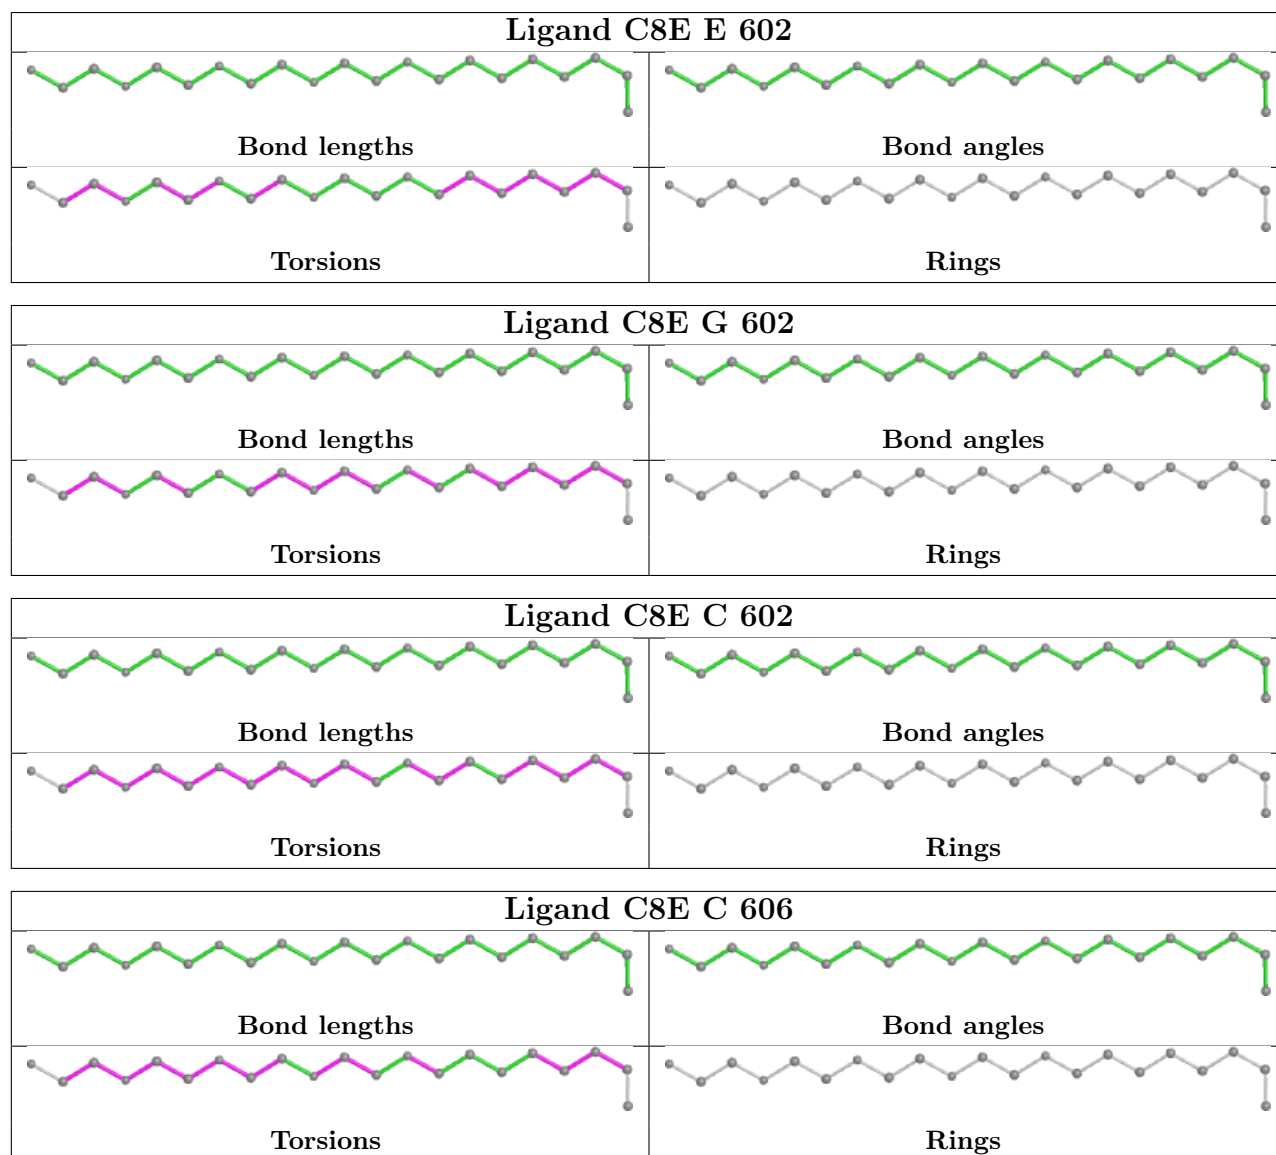 Ligand C8E E 602
Bond lengths
Bond angles
Torsions
Rings
Ligand C8E G 602
Bond lengths
Bond angles
Torsions
Rings
Ligand C8E C 602
Bond lengths
Bond angles
Torsions
Rings
Ligand C8E C 606
Bond lengths
Bond angles
Torsions
Rings